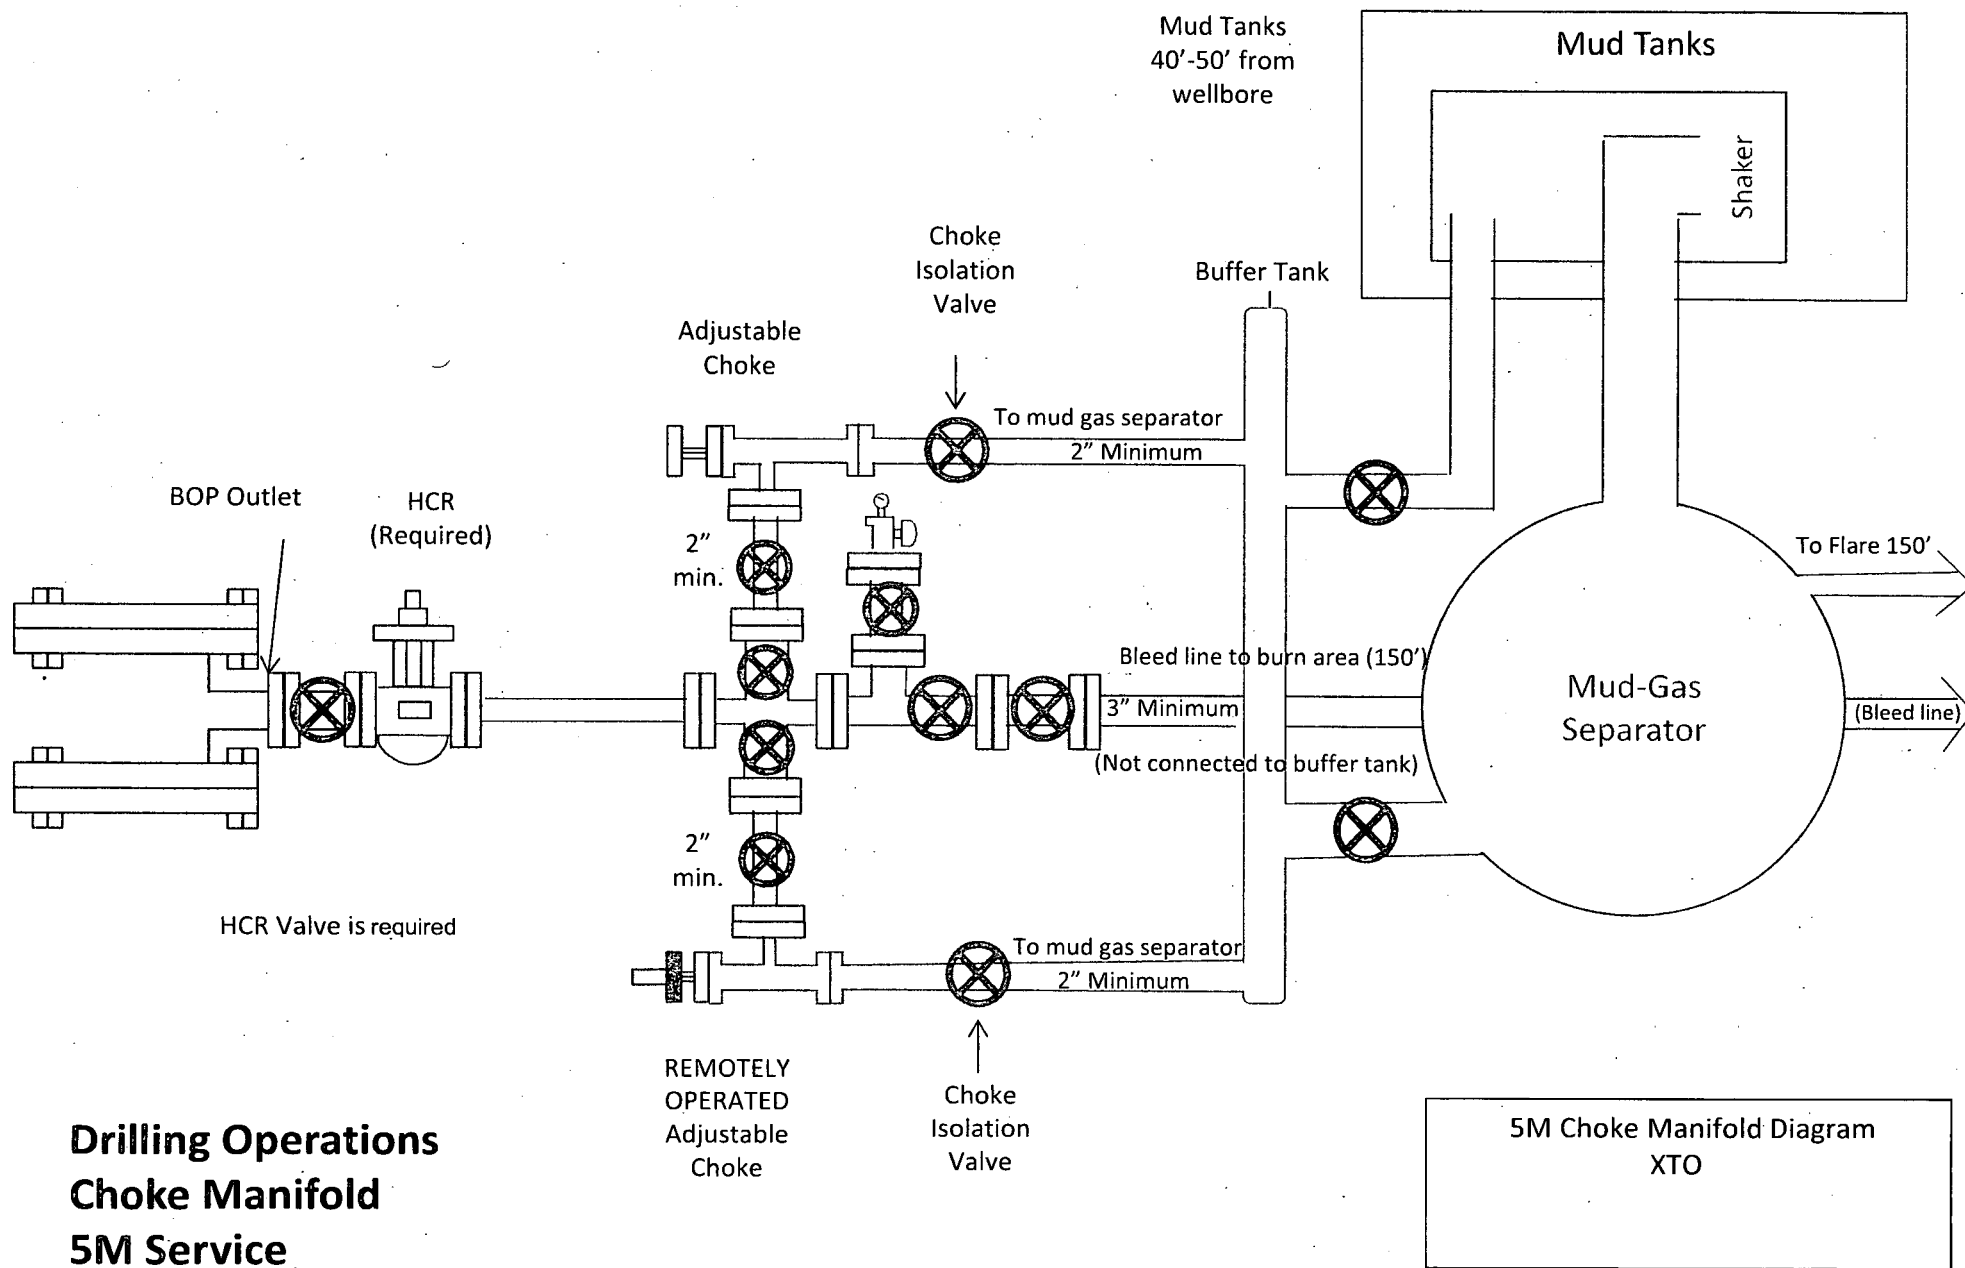 Mud Tanks
40'-50' from
wellbore
Mud Tanks
Shaker
Choke
Isolation
Valve
Buffer Tank
Adjustable
Choke
To mud gas separator
2” Minimum
BOP Outlet
HCR
(Required)
2”
min.
To Flare 150'
Bleed line to burn area (150')
3” Minimum
Mud-Gas
Separator
(Bleed line)
(Not connected to buffer tank)
2”
min.
HCR Valve is required
To mud gas separator
2” Minimum
REMOTELY
OPERATED
Adjustable
Choke
Choke
Isolation
Valve
Drilling Operations
Choke Manifold
5M Service
5M Choke Manifold Diagram
XTO